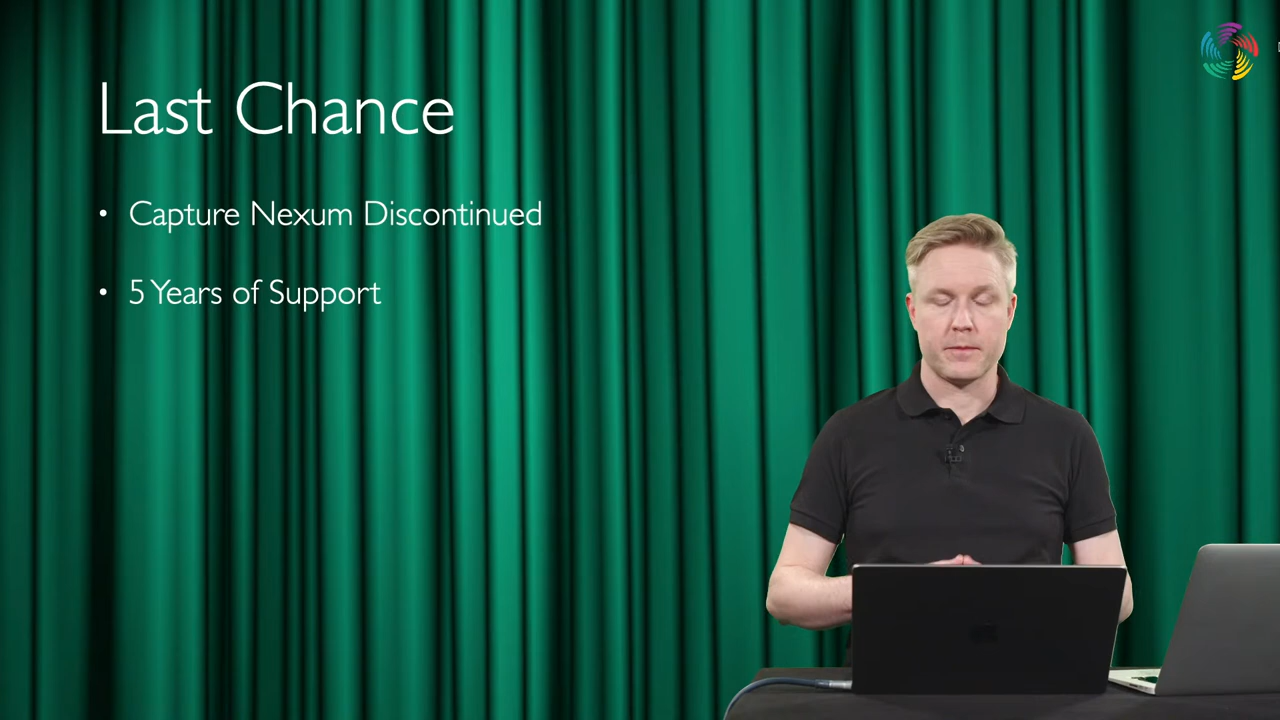 Last Chance
• Capture Nexum Discontinued
• 5 Years of Support